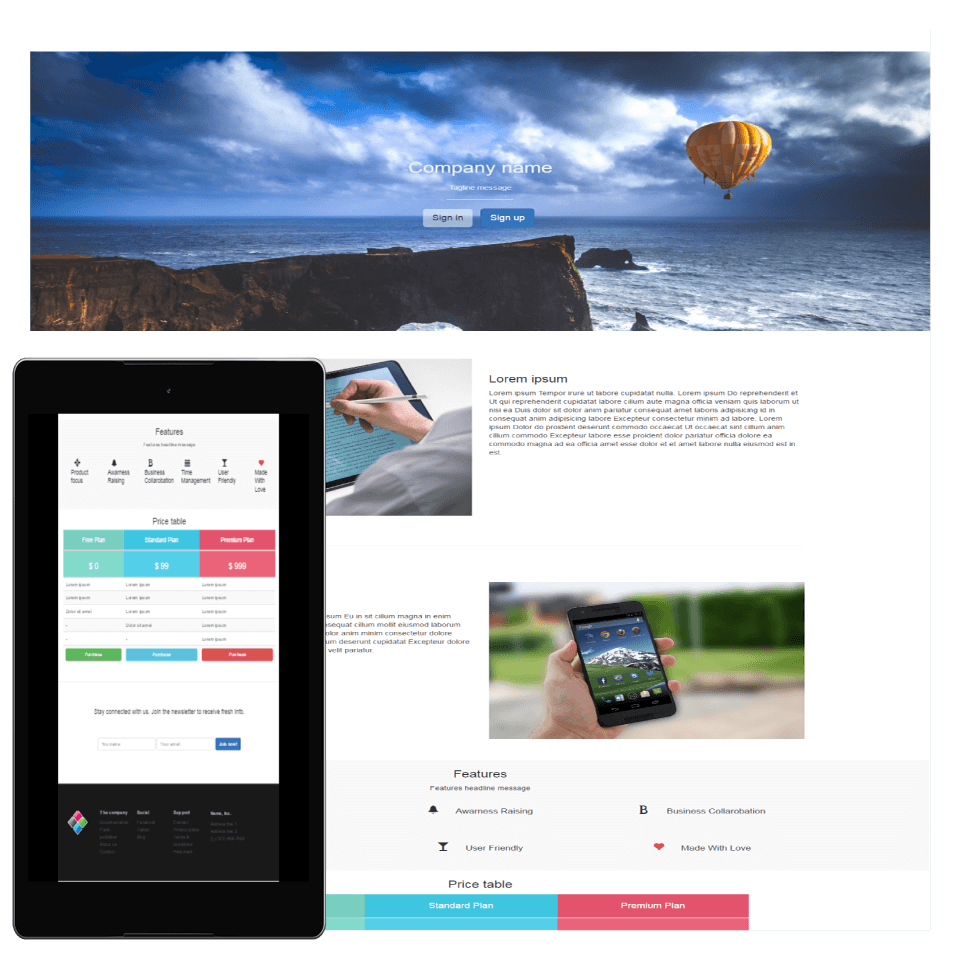 Company name
Tagline message
Sign in
Sign up
Lorem ipsum
Lorem ipsum Tempor irure ut labore cupidatat nulla. Lorem ipsum Do reprehenderit et
Ut qui reprehenderit cupidatat labore cillum aute magna officia veniam quis laborum ut
nisi ea Duis dolor sit dolor anim pariatur consequat amet laboris adipisicing id in
consequat anim adipisicing labore Excepteur consectetur minim ad labore. Lorem
ipsum Dolor do proident deserunt commodo occaecat Ut occaecat sint cillum anim
cillum commodo Excepteur labore esse proident dolor pariatur officia dolore ea
commodo magna ad ea officia amet esse dolor et et amet labore nulla eiusmod est in
est.
sum Eu in sit cillum magna in enim
sequat cillum mollit eiusmod laborum
olor anim minim consectetur dolore
um deserunt cupidatat Excepteur dolore
velit pariatur.
Features
Features headline message
Awarness Raising
B Business Collarobation
User Friendly
Made With Love
Price table
Standard Plan
Premium Plan
Features
Features headline message
Product focus
Awarness Raising
B Business Collarobation
Time Management
User Friendly
Made With Love
Price table
Free Plan Standard Plan Premium Plan
$ 0 $ 99 $ 999
Lorem ipsum Lorem ipsum Lorem ipsum
Lorem ipsum Lorem ipsum Lorem ipsum
Dolor sit amet Lorem ipsum Lorem ipsum
- Dolor sit amet Lorem ipsum
- - Lorem ipsum
Purchase Purchase Purchase
Stay connected with us. Join the newsletter to receive fresh info.
You name Your email Join now!
The company Social Support Name, Inc.